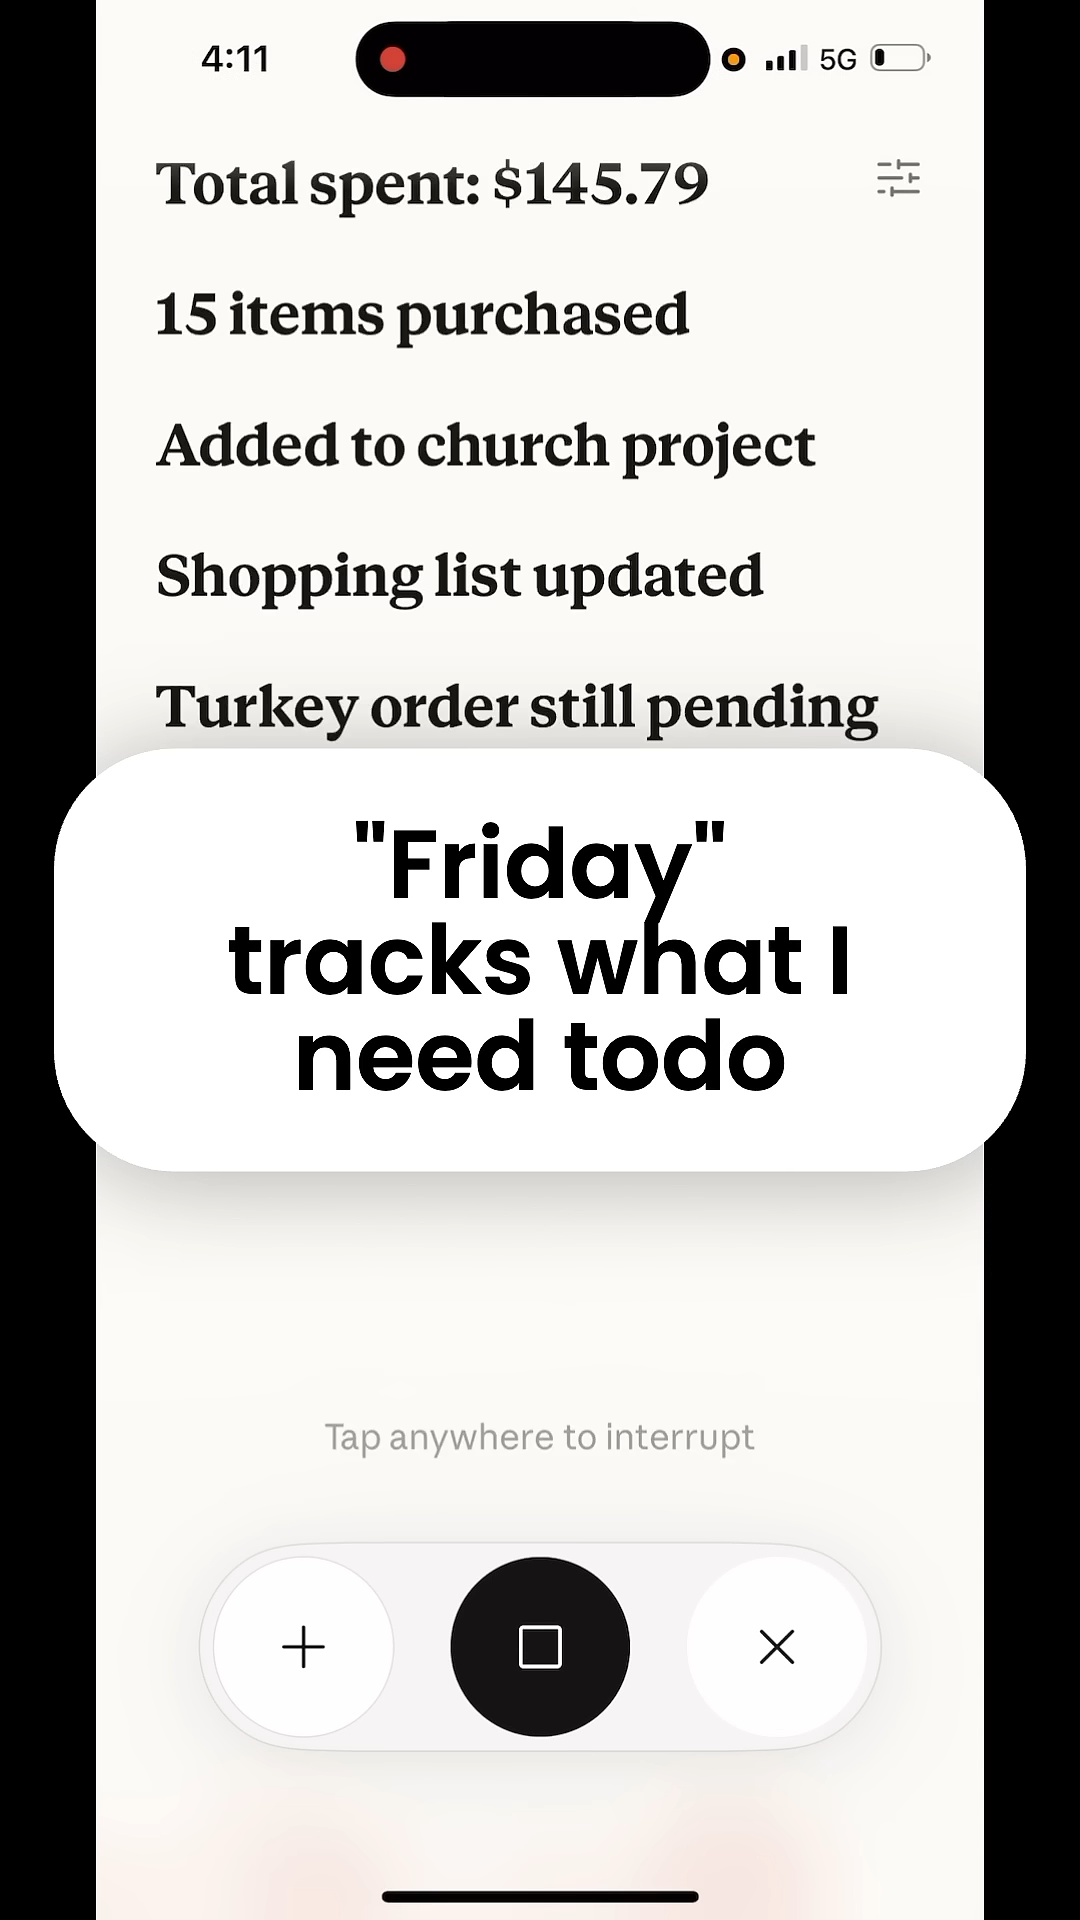 4:11
5G
Total spent: $145.79
15 items purchased
Added to church project
Shopping list updated
Turkey order still pending
"Friday"
tracks what I
need todo
Tap anywhere to interrupt